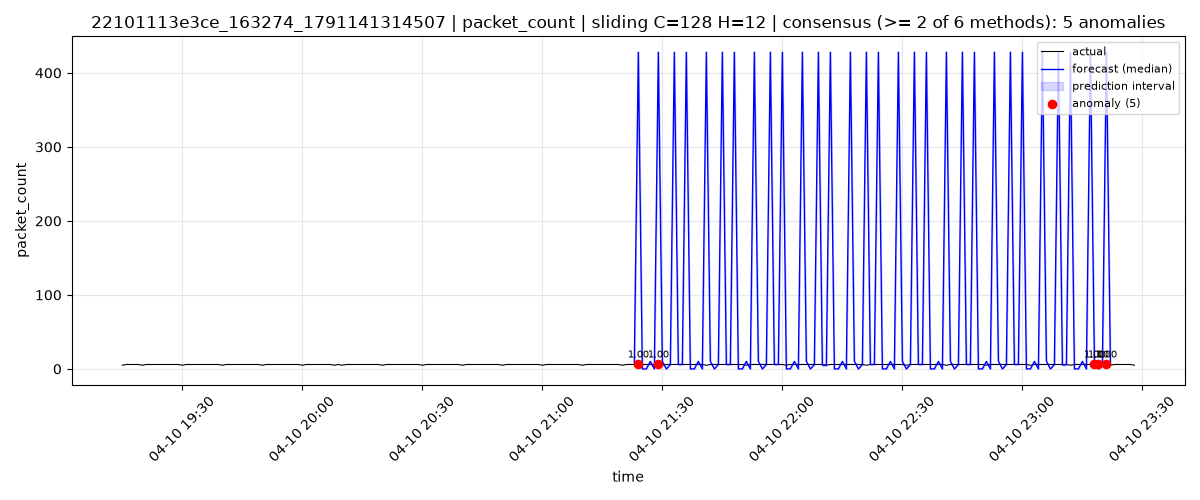 22101113e3ce_163274_1791141314507 | packet_count | sliding C=128 H=12 | consensus (>= 2 of 6 methods): 5 anomalies
packet_count
400
300
200
100
0
actual
forecast (median)
prediction interval
anomaly (5)
1.00
1.00
04-10 19:30
04-10 20:00
04-10 20:30
04-10 21:00
04-10 21:30
04-10 22:00
04-10 22:30
04-10 23:00
04-10 23:30
time